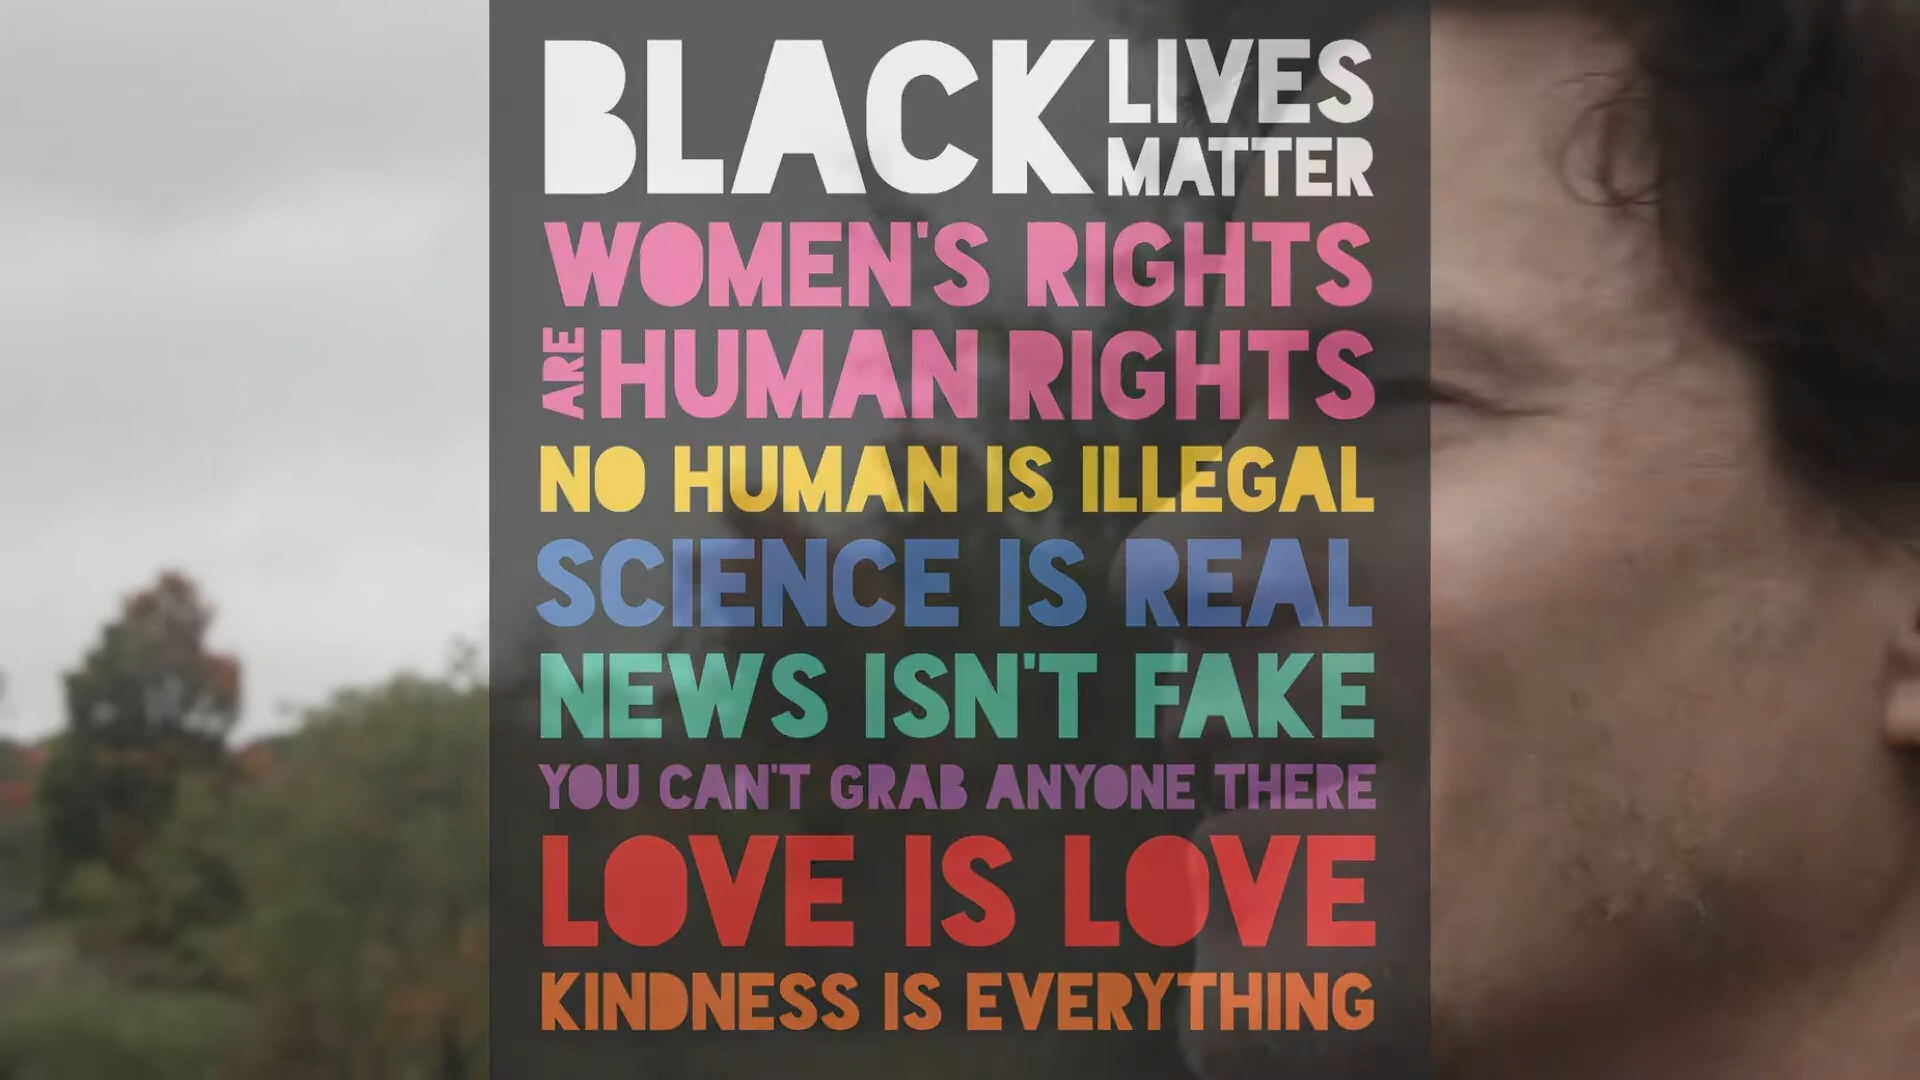 BLACK LIVES
MATTER
WOMEN'S RIGHTS
ARE HUMAN RIGHTS
NO HUMAN IS ILLEGAL
SCIENCE IS REAL
NEWS ISN'T FAKE
YOU CAN'T GRAB ANYONE THERE
LOVE IS LOVE
KINDNESS IS EVERYTHING